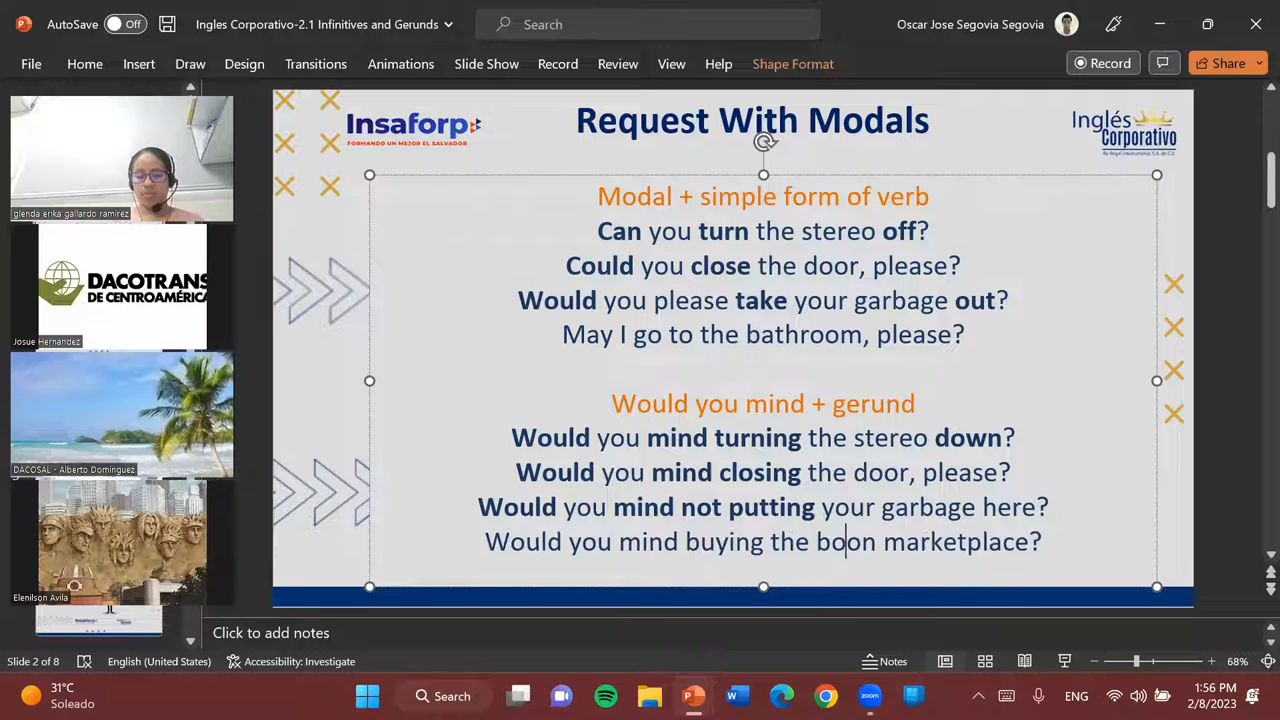 AutoSave Off Ingles Corporativo-2.1 Infinitives and Gerunds Search Oscar Jose Segovia Segovia
File Home Insert Draw Design Transitions Animations Slide Show Record Review View Help Shape Format Record Share
glenda erika gallardo ramirez
DACOTRANS
DE CENTROAMÉRICA
Josue Hernandez
DACOSAL - Alberto Dominguez
Elenilson Avila
Insaforp
FORMANDO UN MEJOR EL SALVADOR
Request With Modals
Inglés
Corporativo
By Regal International, S.A. de C.V.
Modal + simple form of verb
Can you turn the stereo off?
Could you close the door, please?
Would you please take your garbage out?
May I go to the bathroom, please?
Would you mind + gerund
Would you mind turning the stereo down?
Would you mind closing the door, please?
Would you mind not putting your garbage here?
Would you mind buying the boon marketplace?
Click to add notes
Slide 2 of 8 English (United States) Accessibility: Investigate Notes 68%
31°C
Soleado
Search
zoom
ENG
1:56 PM
2/8/2023